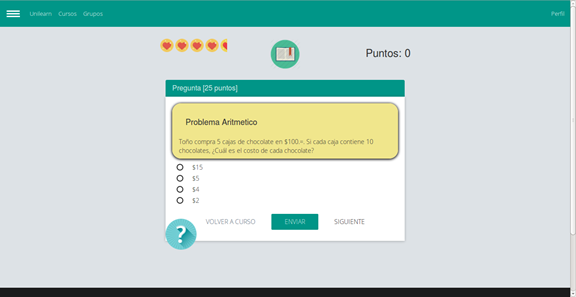 Unilearn Cursos Grupos Perfil
Puntos: 0
Pregunta [25 puntos]
Problema Aritmetico
Toño compra 5 cajas de chocolate en $100.=. Si cada caja contiene 10
chocolates, ¿Cuál es el costo de cada chocolate?
$15
$5
$4
$2
? VOLVER A CURSO ENVIAR SIGUIENTE